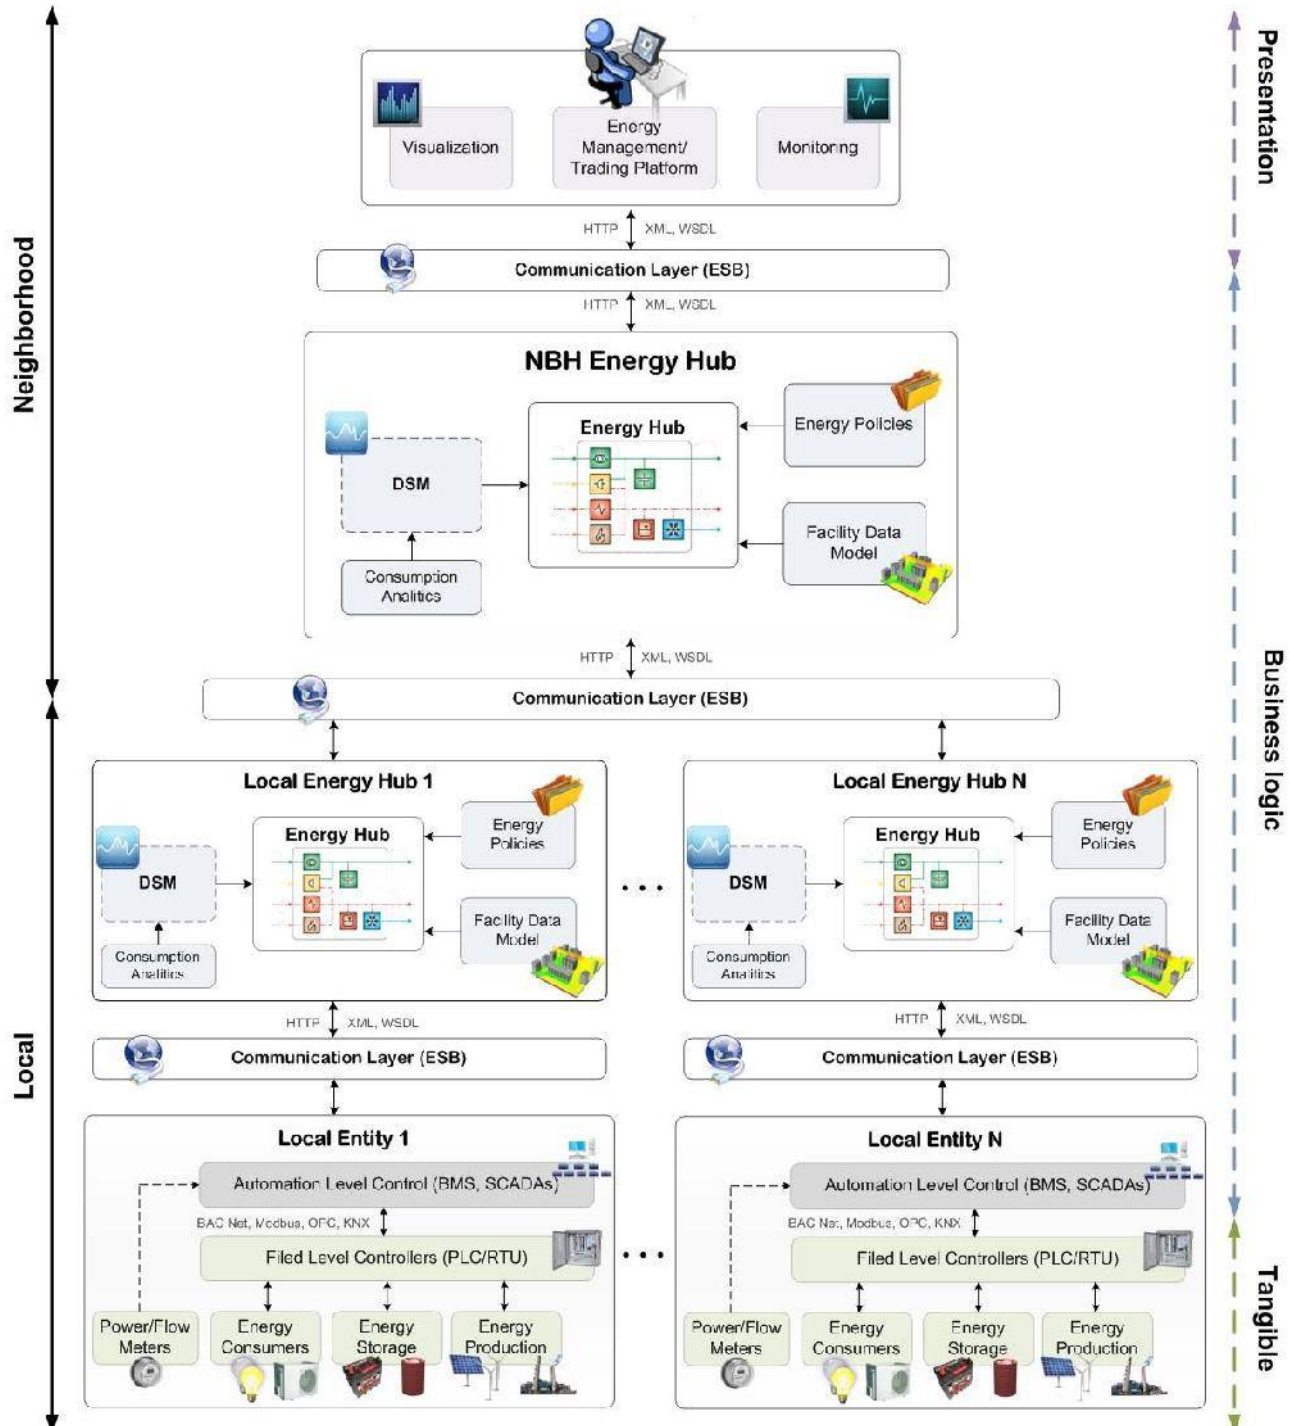 Presentation
Visualization
Energy
Management/
Trading Platform
Monitoring
HTTP XML, WSDL
Communication Layer (ESB)
HTTP XML, WSDL
Neighborhood
NBH Energy Hub
Energy Hub
Energy Policies
DSM
Facility Data
Model
Consumption
Analitics
HTTP XML, WSDL
Communication Layer (ESB)
Business logic
Local Energy Hub 1
Energy Hub
Energy
Policies
DSM
Facility Data
Model
Consumption
Analitics
...
Local Energy Hub N
Energy Hub
Energy
Policies
DSM
Facility Data
Model
Consumption
Analitics
HTTP XML, WSDL
HTTP XML, WSDL
Local
Communication Layer (ESB)
Communication Layer (ESB)
Local Entity 1
Automation Level Control (BMS, SCADAs)
BAC Net, Modbus, OPC, KNX
Filed Level Controllers (PLC/RTU)
Power/Flow
Meters
Energy
Consumers
Energy
Storage
Energy
Production
...
Local Entity N
Automation Level Control (BMS, SCADAs)
BAC Net, Modbus, OPC, KNX
Filed Level Controllers (PLC/RTU)
Power/Flow
Meters
Energy
Consumers
Energy
Storage
Energy
Production
Tangible